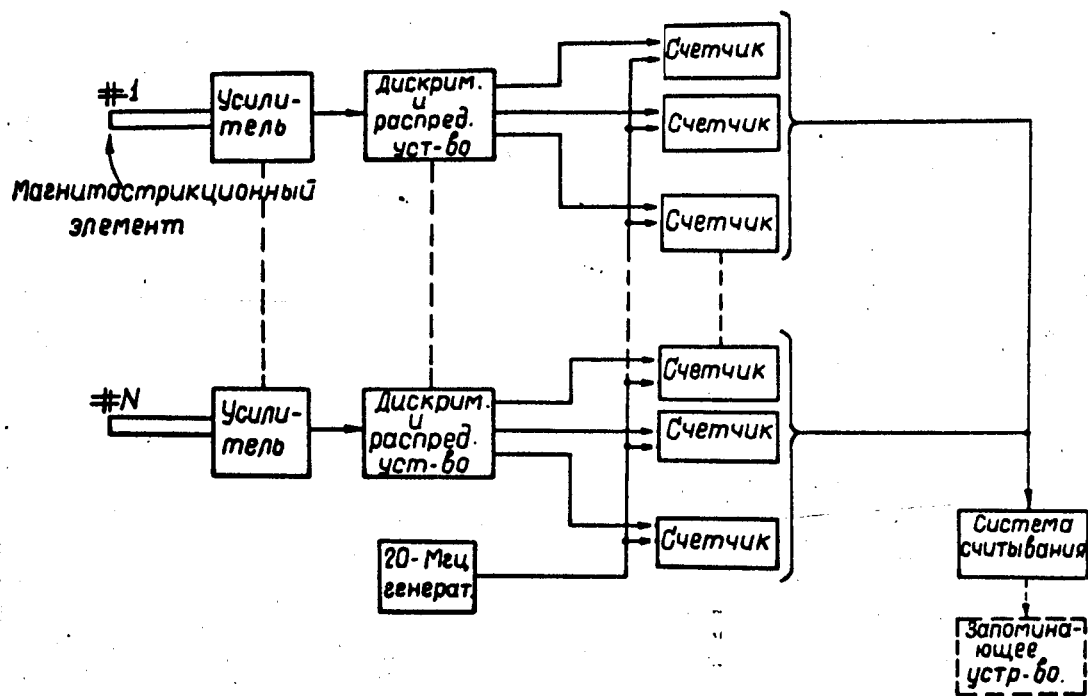 #1
Магнитострикционный
элемент
Усили-
тель
Дискрим.
и
распред.
уст-во
Счетчик
Счетчик
Счетчик
#N
Усили-
тель
Дискрим.
и
распред.
уст-во
Счетчик
Счетчик
Счетчик
20-Мгц
генерат.
Система
считывания
Запомина-
ющее
устр-во.